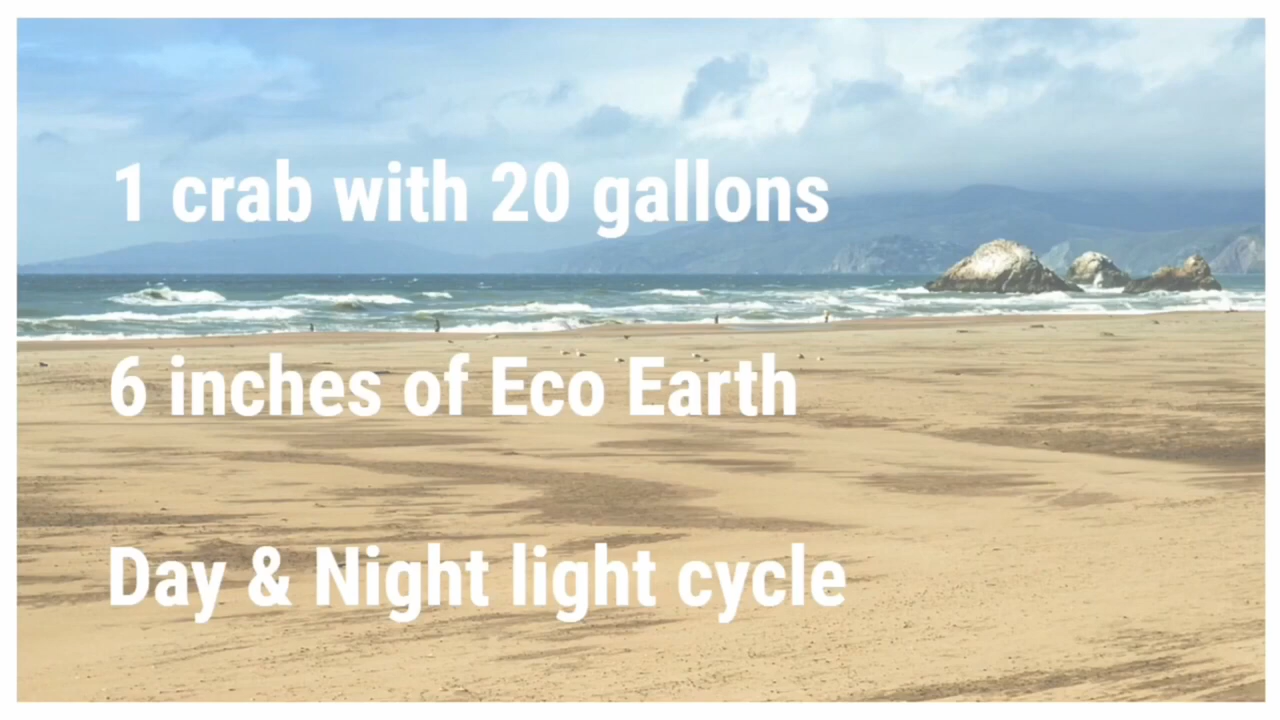 1 crab with 20 gallons
6 inches of Eco Earth
Day & Night light cycle